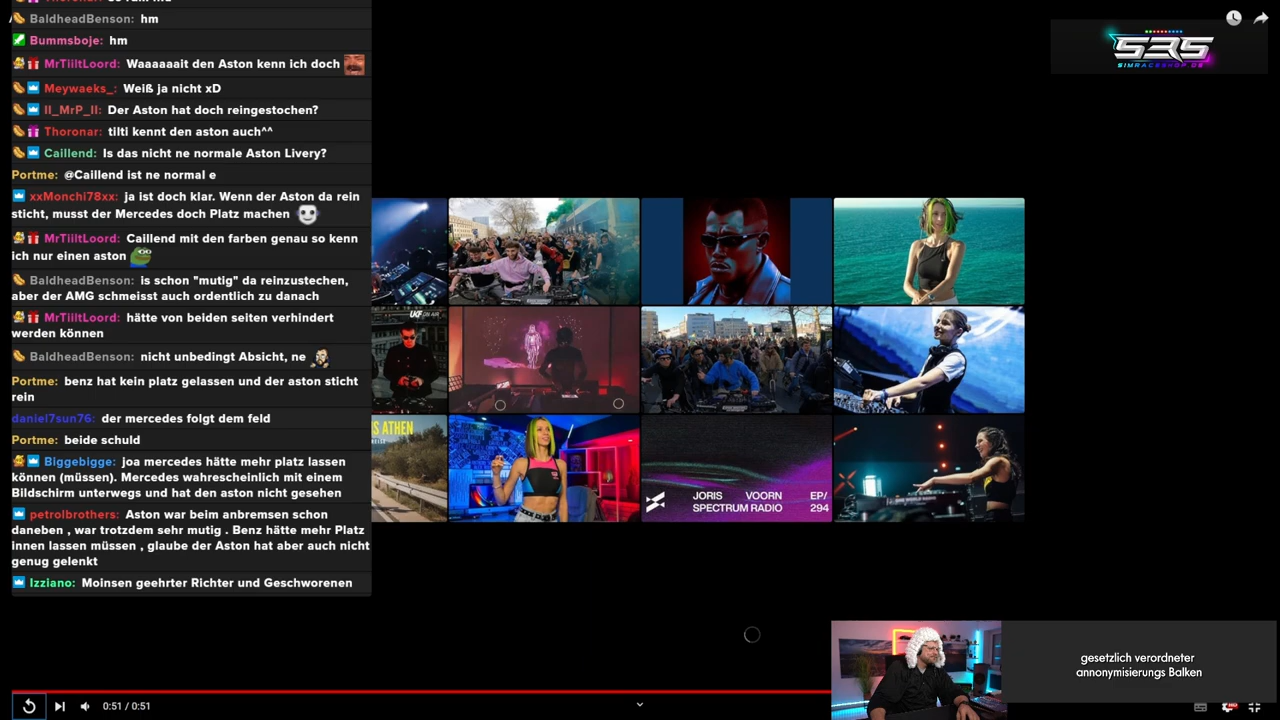 BaldheadBenson: hm
Bummsboje: hm
MrTiiltLoord: Waaaaaait den Aston kenn ich doch
Meywaeks_: Weiß ja nicht xD
II_MrP_II: Der Aston hat doch reingestochen?
Thoronar: tilti kennt den aston auch^^
Caillend: Is das nicht ne normale Aston Livery?
Portme: @Caillend ist ne normal e
xxMonchi78xx: ja ist doch klar. Wenn der Aston da rein
sticht, musst der Mercedes doch Platz machen
MrTiiltLoord: Caillend mit den farben genau so kenn
ich nur einen aston
BaldheadBenson: is schon "mutig" da reinzustechen,
aber der AMG schmeisst auch ordentlich zu danach
MrTiiltLoord: hätte von beiden seiten verhindert
werden können
BaldheadBenson: nicht unbedingt Absicht, ne
Portme: benz hat kein platz gelassen und der aston sticht
rein
daniel7sun76: der mercedes folgt dem feld
Portme: beide schuld
BIggebigge: joa mercedes hätte mehr platz lassen
können (müssen). Mercedes wahrscheinlich mit einem
Bildschirm unterwegs und hat den aston nicht gesehen
petrolbrothers: Aston war beim anbremsen schon
daneben , war trotzdem sehr mutig . Benz hätte mehr Platz
innen lassen müssen , glaube der Aston hat aber auch nicht
genug gelenkt
Izziano: Moinsen geehrter Richter und Geschworenen
S3S
SIMRACESHOP.DE
UKF ON AIR
S ATHEN
JORIS VOORN EP/
SPECTRUM RADIO 294
gesetzlich verordneter
annonymisierungs Balken
0:51 / 0:51